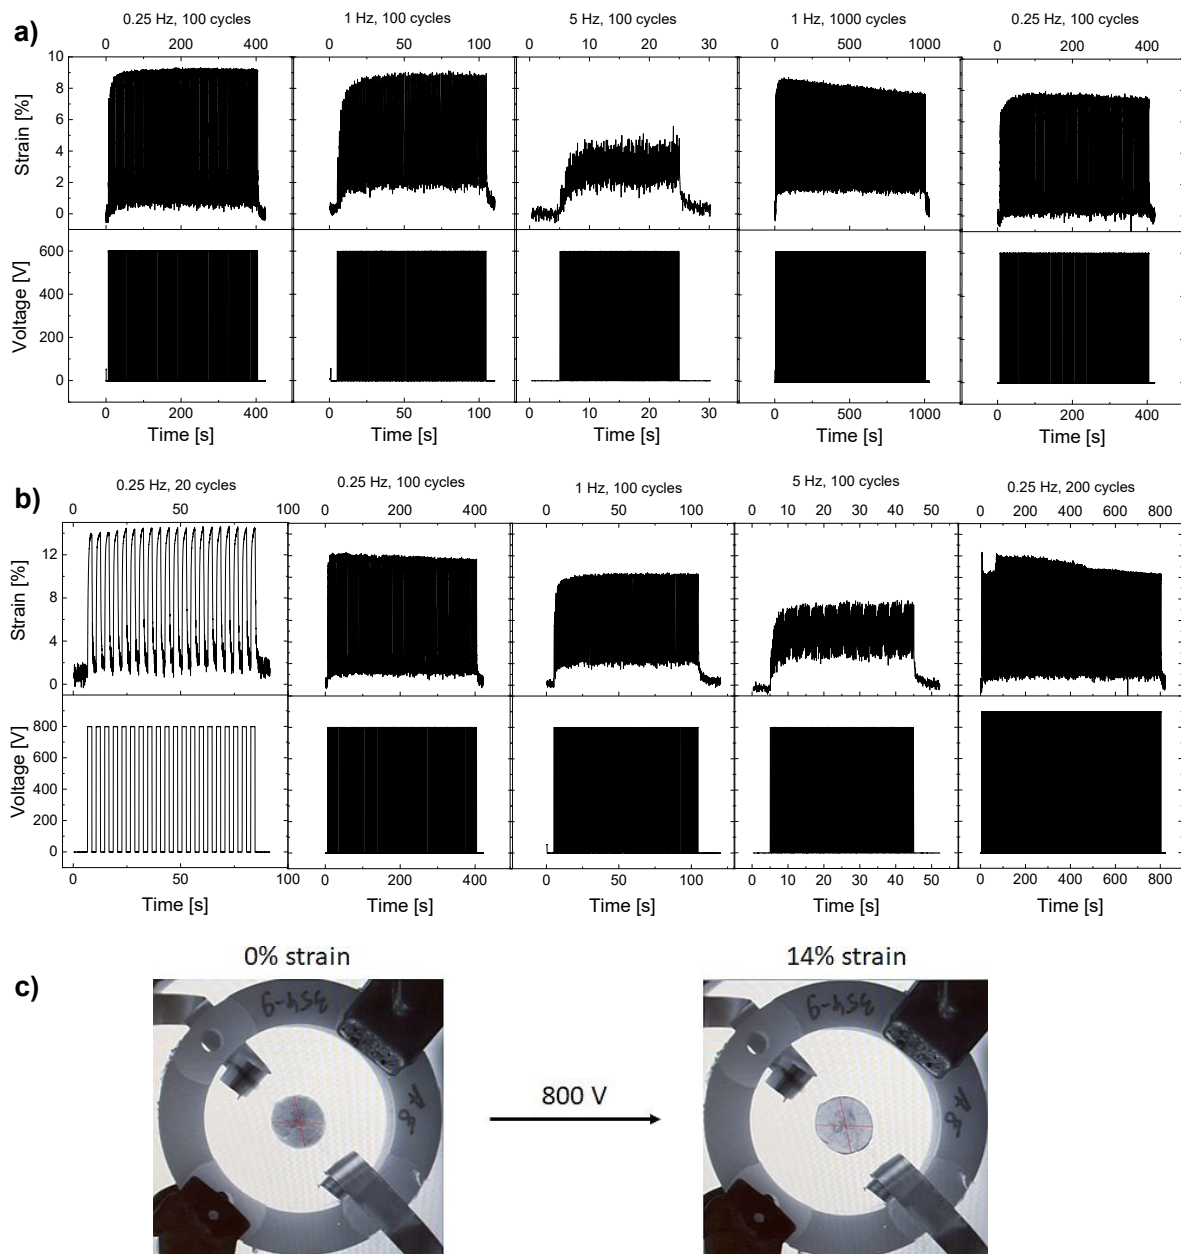 a)
0.25 Hz, 100 cycles
1 Hz, 100 cycles
5 Hz, 100 cycles
1 Hz, 1000 cycles
0.25 Hz, 100 cycles
0 200 400
0 50 100
0 10 20 30
0 500 1000
0 200 400
Strain [%]
10
8
6
4
2
0
Voltage [V]
600
400
200
0
0 200 400
0 50 100
0 10 20 30
0 500 1000
0 200 400
Time [s]
Time [s]
Time [s]
Time [s]
Time [s]
b)
0.25 Hz, 20 cycles
0.25 Hz, 100 cycles
1 Hz, 100 cycles
5 Hz, 100 cycles
0.25 Hz, 200 cycles
0 50 100
0 200 400
0 50 100
0 10 20 30 40 50
0 200 400 600 800
Strain [%]
12
8
4
0
Voltage [V]
800
600
400
200
0
0 50 100
0 200 400
0 50 100
0 10 20 30 40 50
0 200 400 600 800
Time [s]
Time [s]
Time [s]
Time [s]
Time [s]
c)
0% strain
14% strain
354-9
A8
800 V
354-9
A8